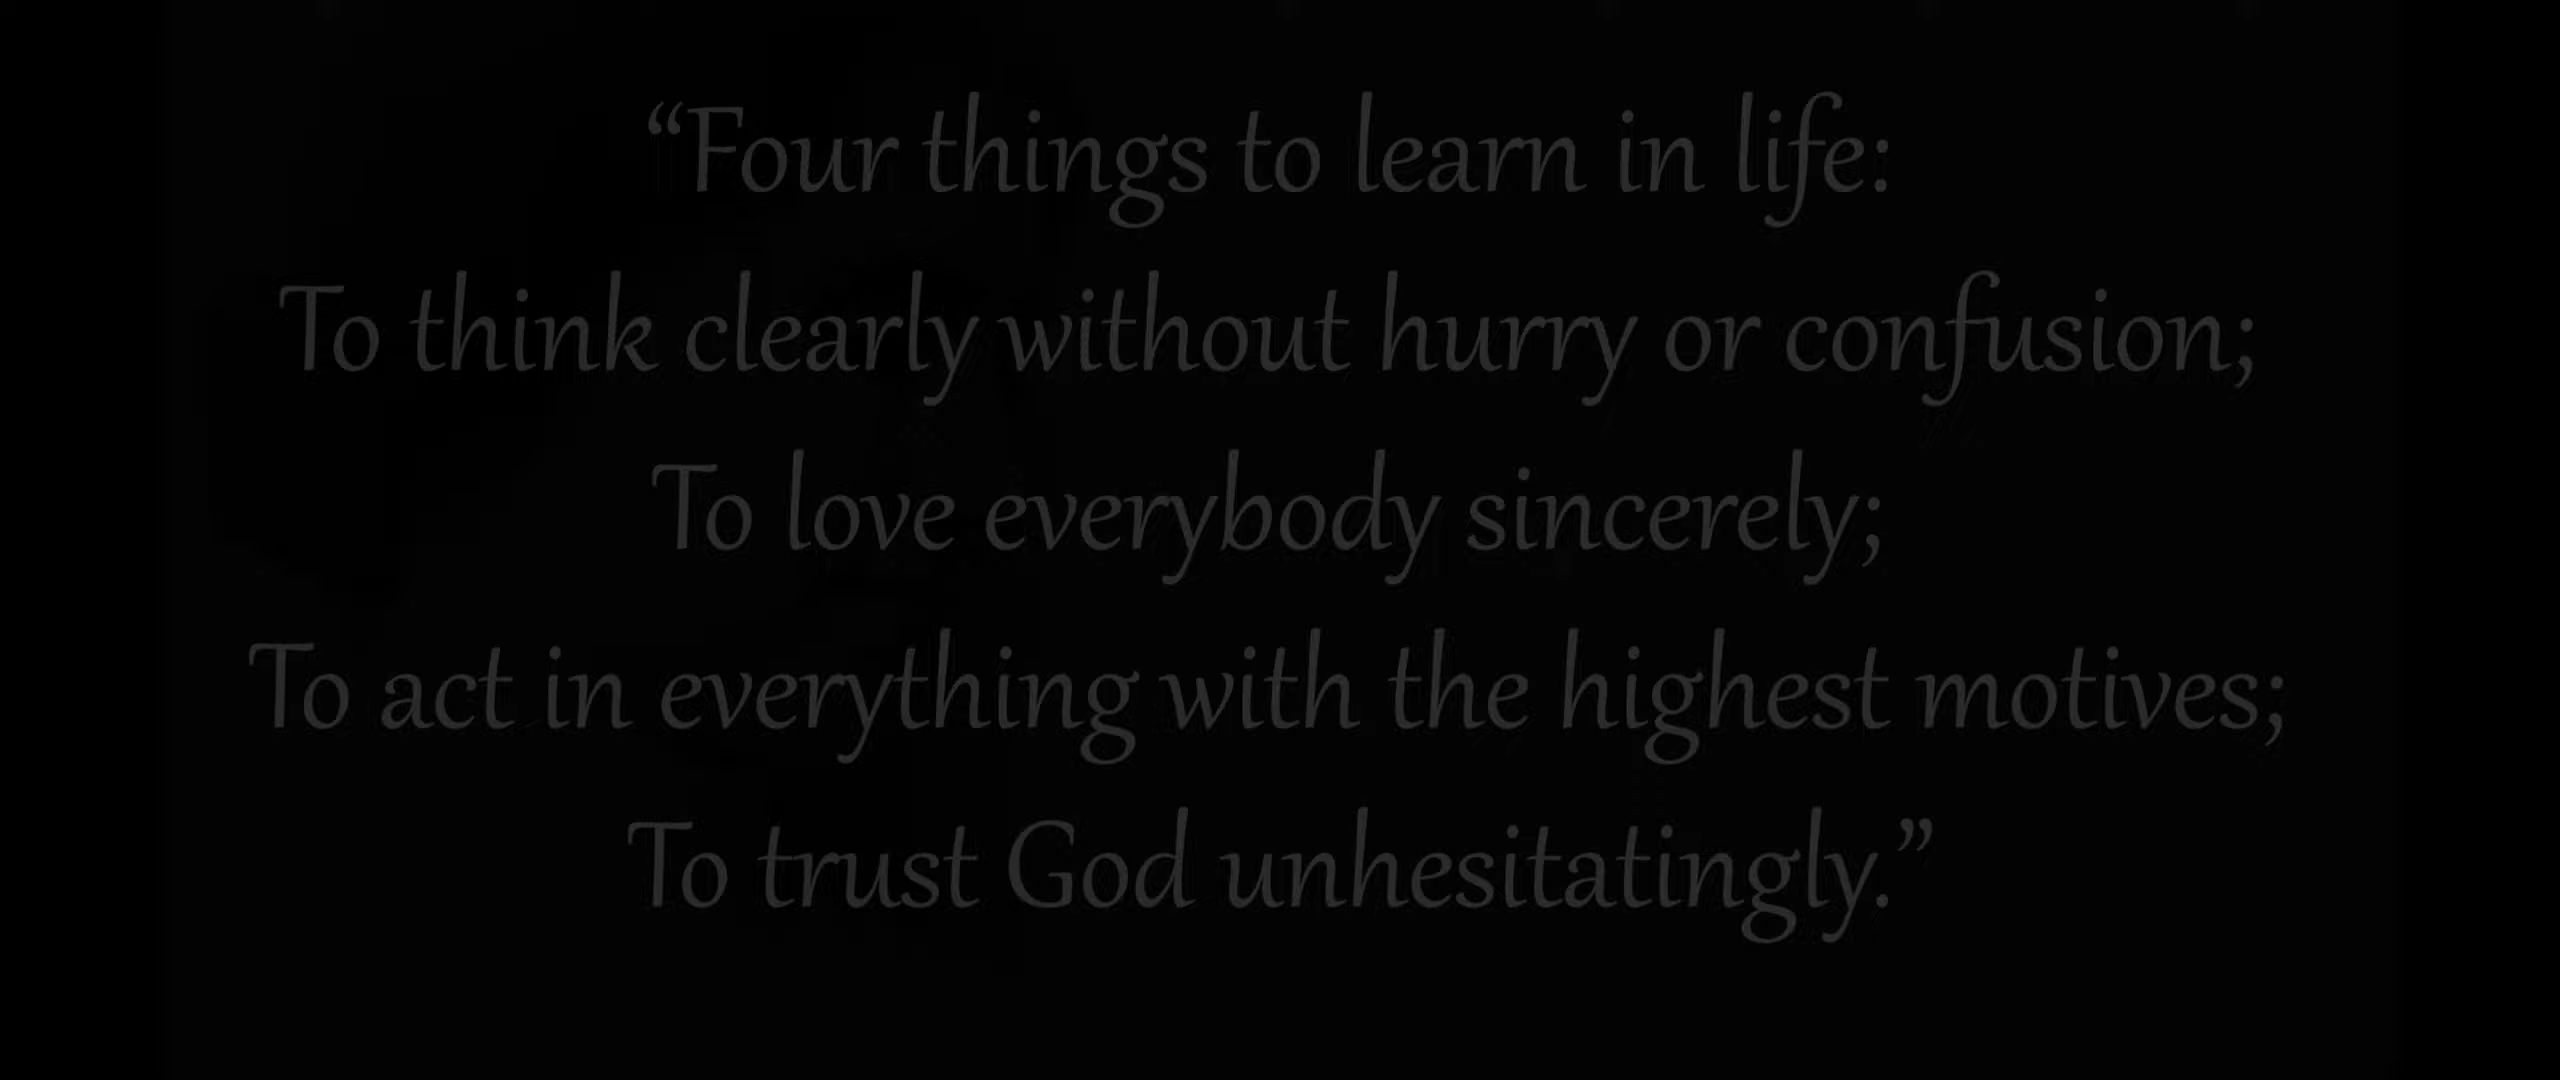 “Four things to learn in life:
To think clearly without hurry or confusion;
To love everybody sincerely;
To act in everything with the highest motives;
To trust God unhesitatingly.”